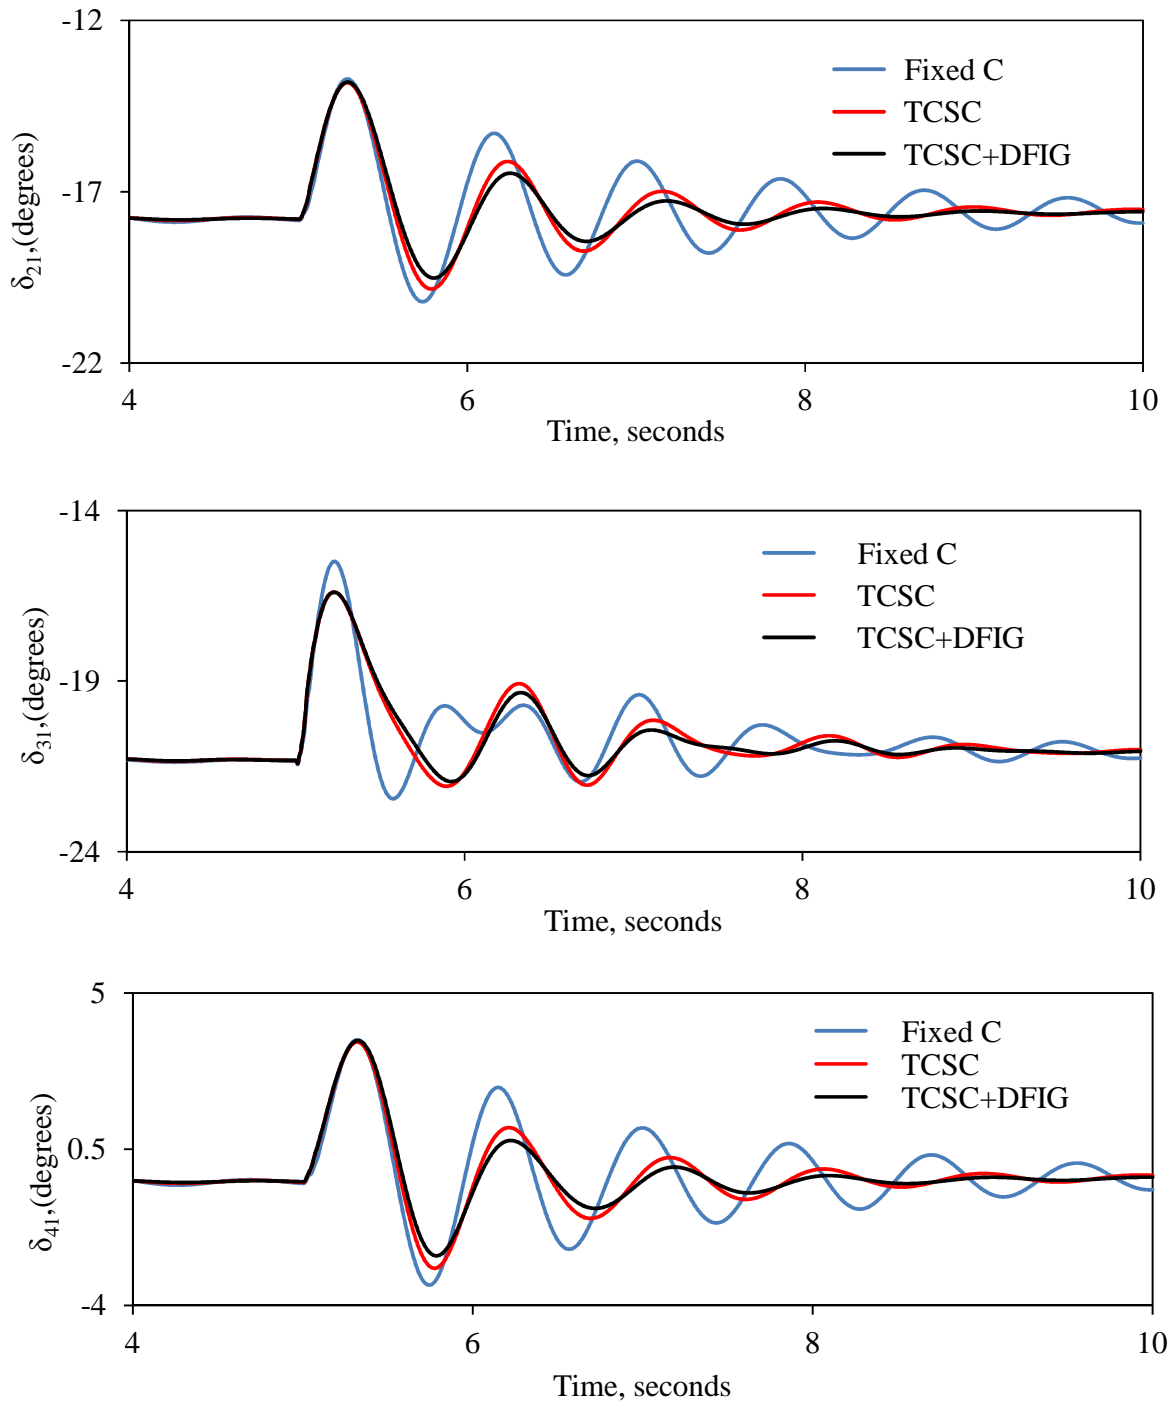 -12
Fixed C
TCSC
-17
TCSC+DFIG
δ21,(degrees)
-22
4 6 8 10
Time, seconds
-14
Fixed C
TCSC
TCSC+DFIG
-19
δ31,(degrees)
-24
4 6 8 10
Time, seconds
5
Fixed C
TCSC
TCSC+DFIG
0.5
δ41,(degrees)
-4
4 6 8 10
Time, seconds